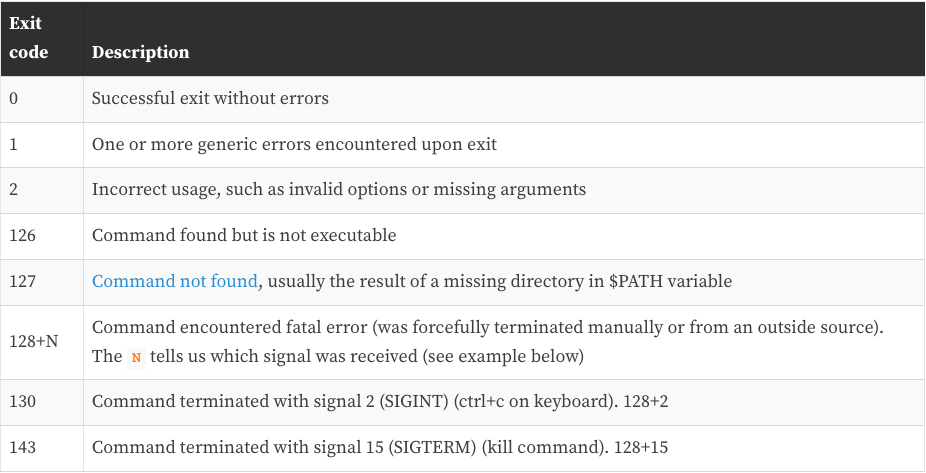 Exit
code Description
0 Successful exit without errors
1 One or more generic errors encountered upon exit
2 Incorrect usage, such as invalid options or missing arguments
126 Command found but is not executable
127 Command not found, usually the result of a missing directory in $PATH variable
128+N Command encountered fatal error (was forcefully terminated manually or from an outside source).
The N tells us which signal was received (see example below)
130 Command terminated with signal 2 (SIGINT) (ctrl+c on keyboard). 128+2
143 Command terminated with signal 15 (SIGTERM) (kill command). 128+15